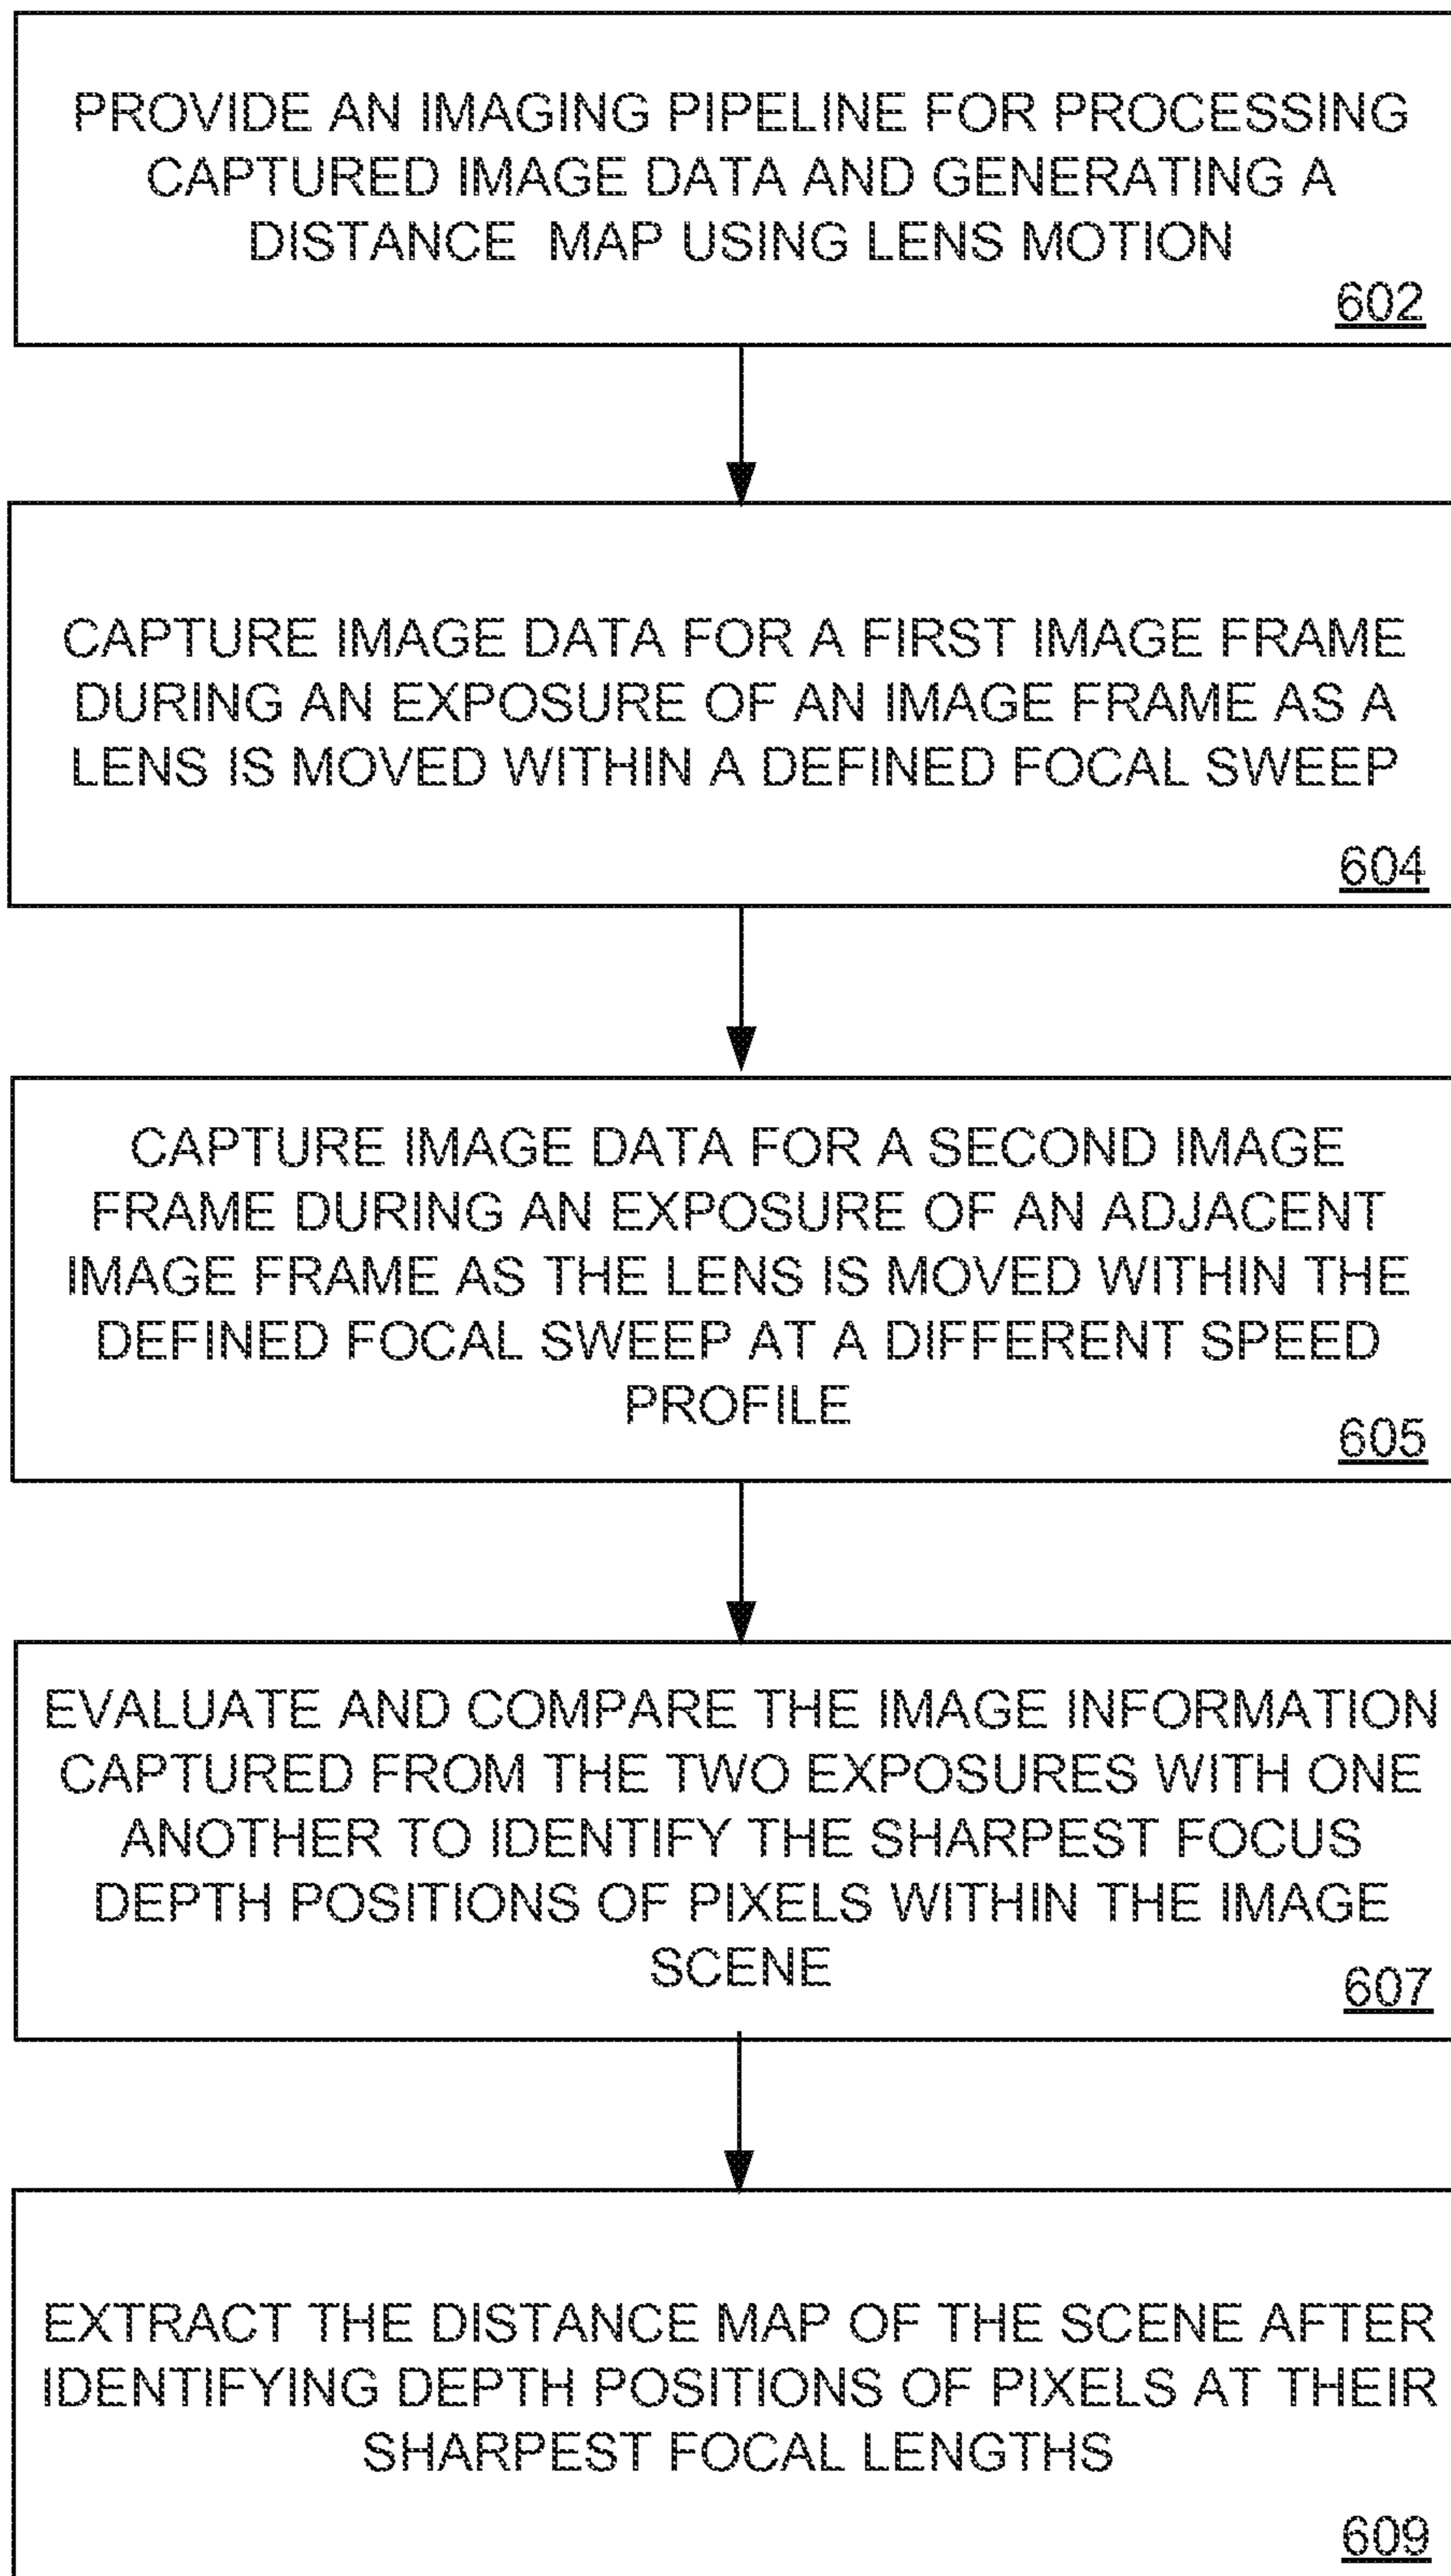 PROVIDE AN IMAGING PIPELINE FOR PROCESSING
CAPTURED IMAGE DATA AND GENERATING A
DISTANCE MAP USING LENS MOTION
602
CAPTURE IMAGE DATA FOR A FIRST IMAGE FRAME
DURING AN EXPOSURE OF AN IMAGE FRAME AS A
LENS IS MOVED WITHIN A DEFINED FOCAL SWEEP
604
CAPTURE IMAGE DATA FOR A SECOND IMAGE
FRAME DURING AN EXPOSURE OF AN ADJACENT
IMAGE FRAME AS THE LENS IS MOVED WITHIN THE
DEFINED FOCAL SWEEP AT A DIFFERENT SPEED
PROFILE
605
EVALUATE AND COMPARE THE IMAGE INFORMATION
CAPTURED FROM THE TWO EXPOSURES WITH ONE
ANOTHER TO IDENTIFY THE SHARPEST FOCUS
DEPTH POSITIONS OF PIXELS WITHIN THE IMAGE
SCENE
607
EXTRACT THE DISTANCE MAP OF THE SCENE AFTER
IDENTIFYING DEPTH POSITIONS OF PIXELS AT THEIR
SHARPEST FOCAL LENGTHS
609